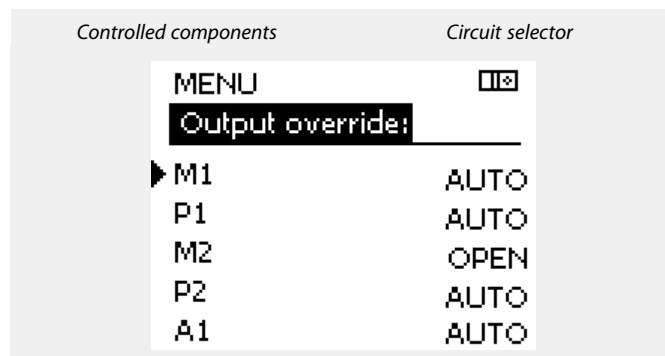 Controlled components Circuit selector
MENU
Output override:
M1 AUTO
P1 AUTO
M2 OPEN
P2 AUTO
A1 AUTO